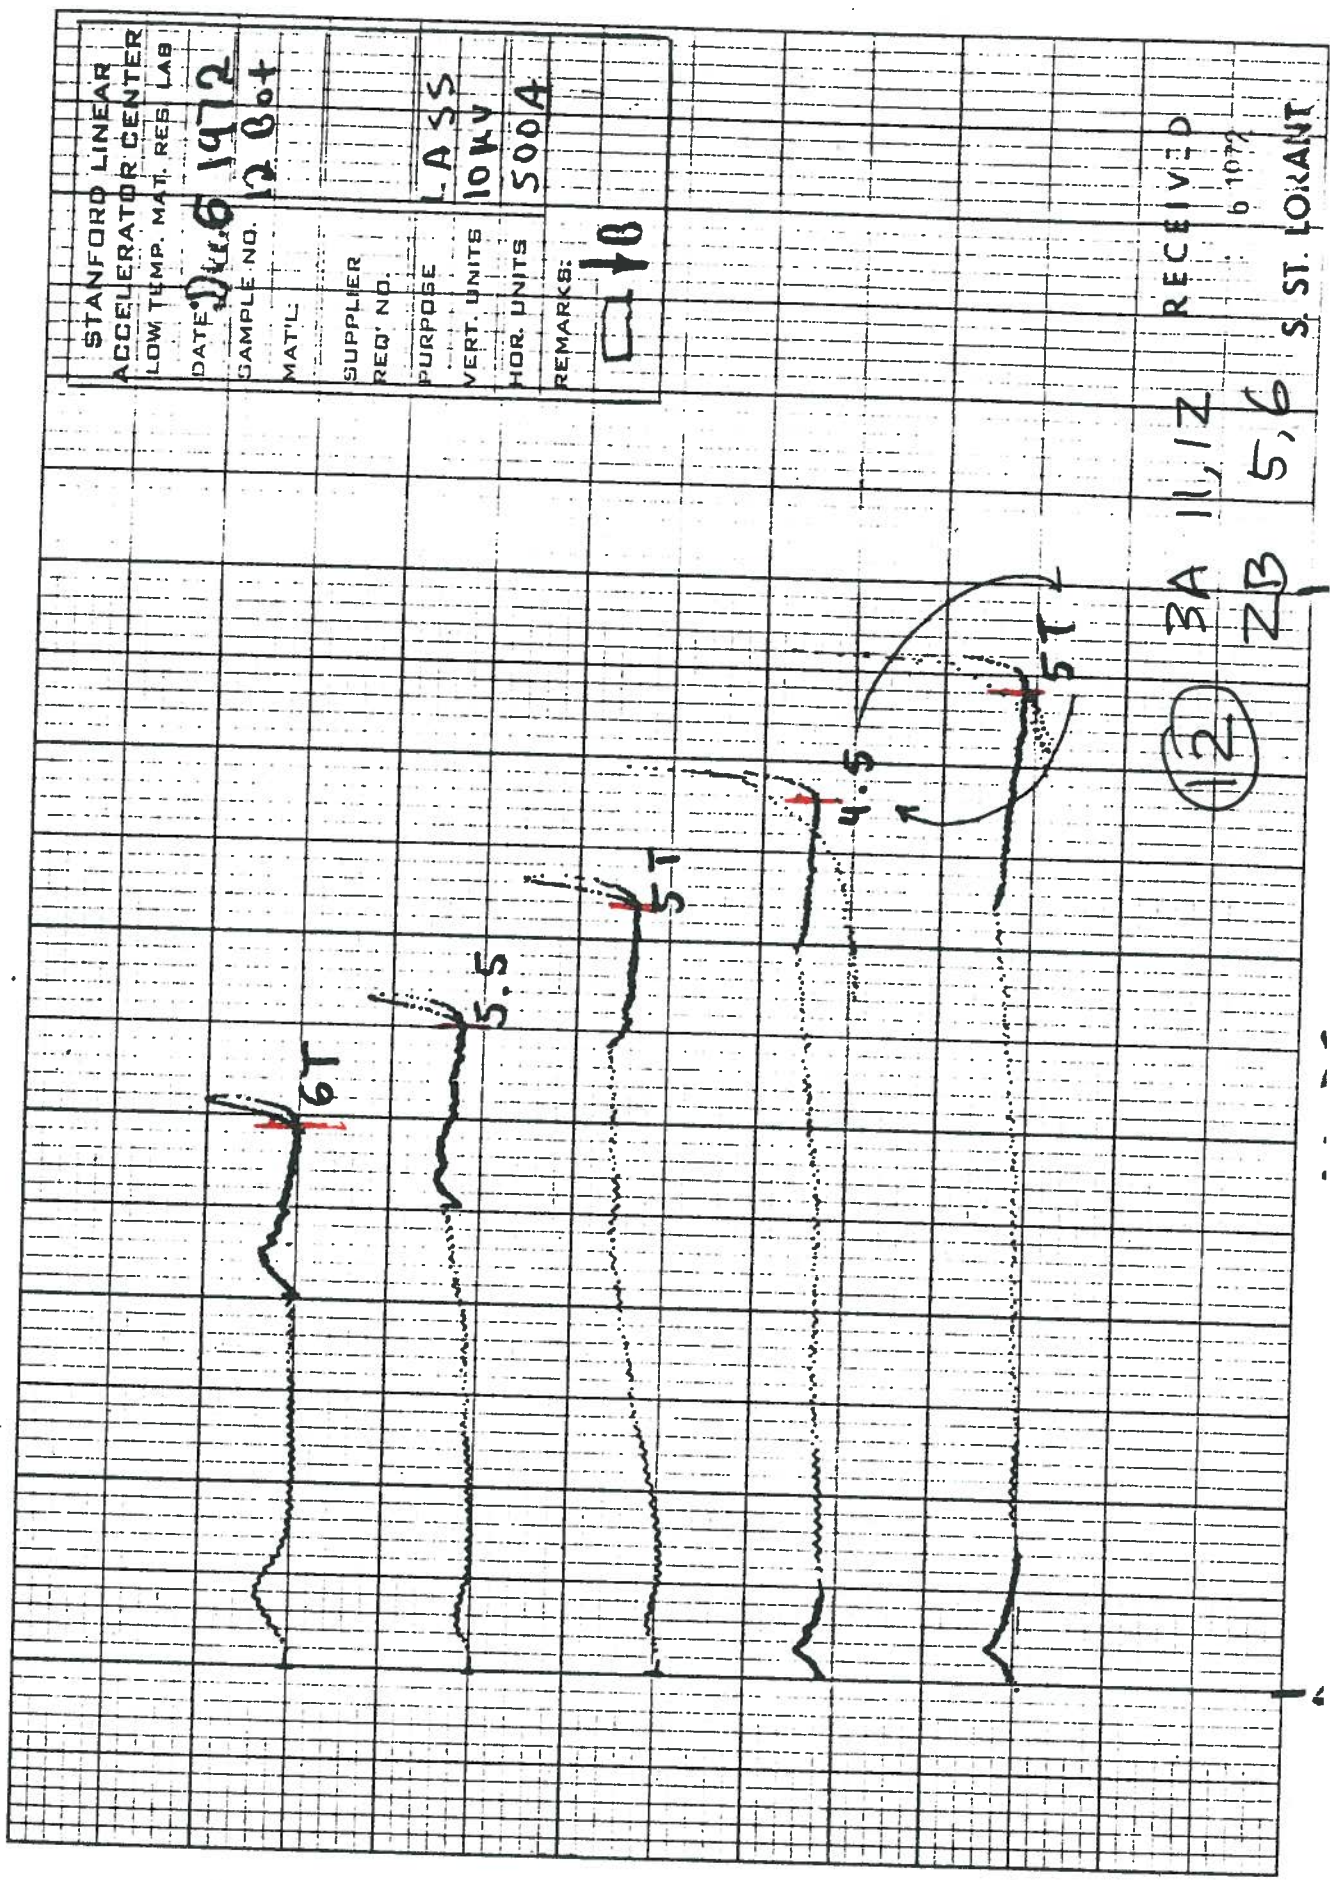 STANFORD LINEAR
ACCELERATOR CENTER
LOW TEMP. MAT. RES. LAB
DATE: Dec. 6 1972
SAMPLE NO. 12 Bot
MAT'L
SUPPLIER
REQ' NO.
PURPOSE LASS
VERT. UNITS 10μV
HOR. UNITS 500A
REMARKS:
B
6T
5.5
5T
4.5
5T
12 3A 11, 12 RECEIVED
2B 5, 6
S. ST. LORANT